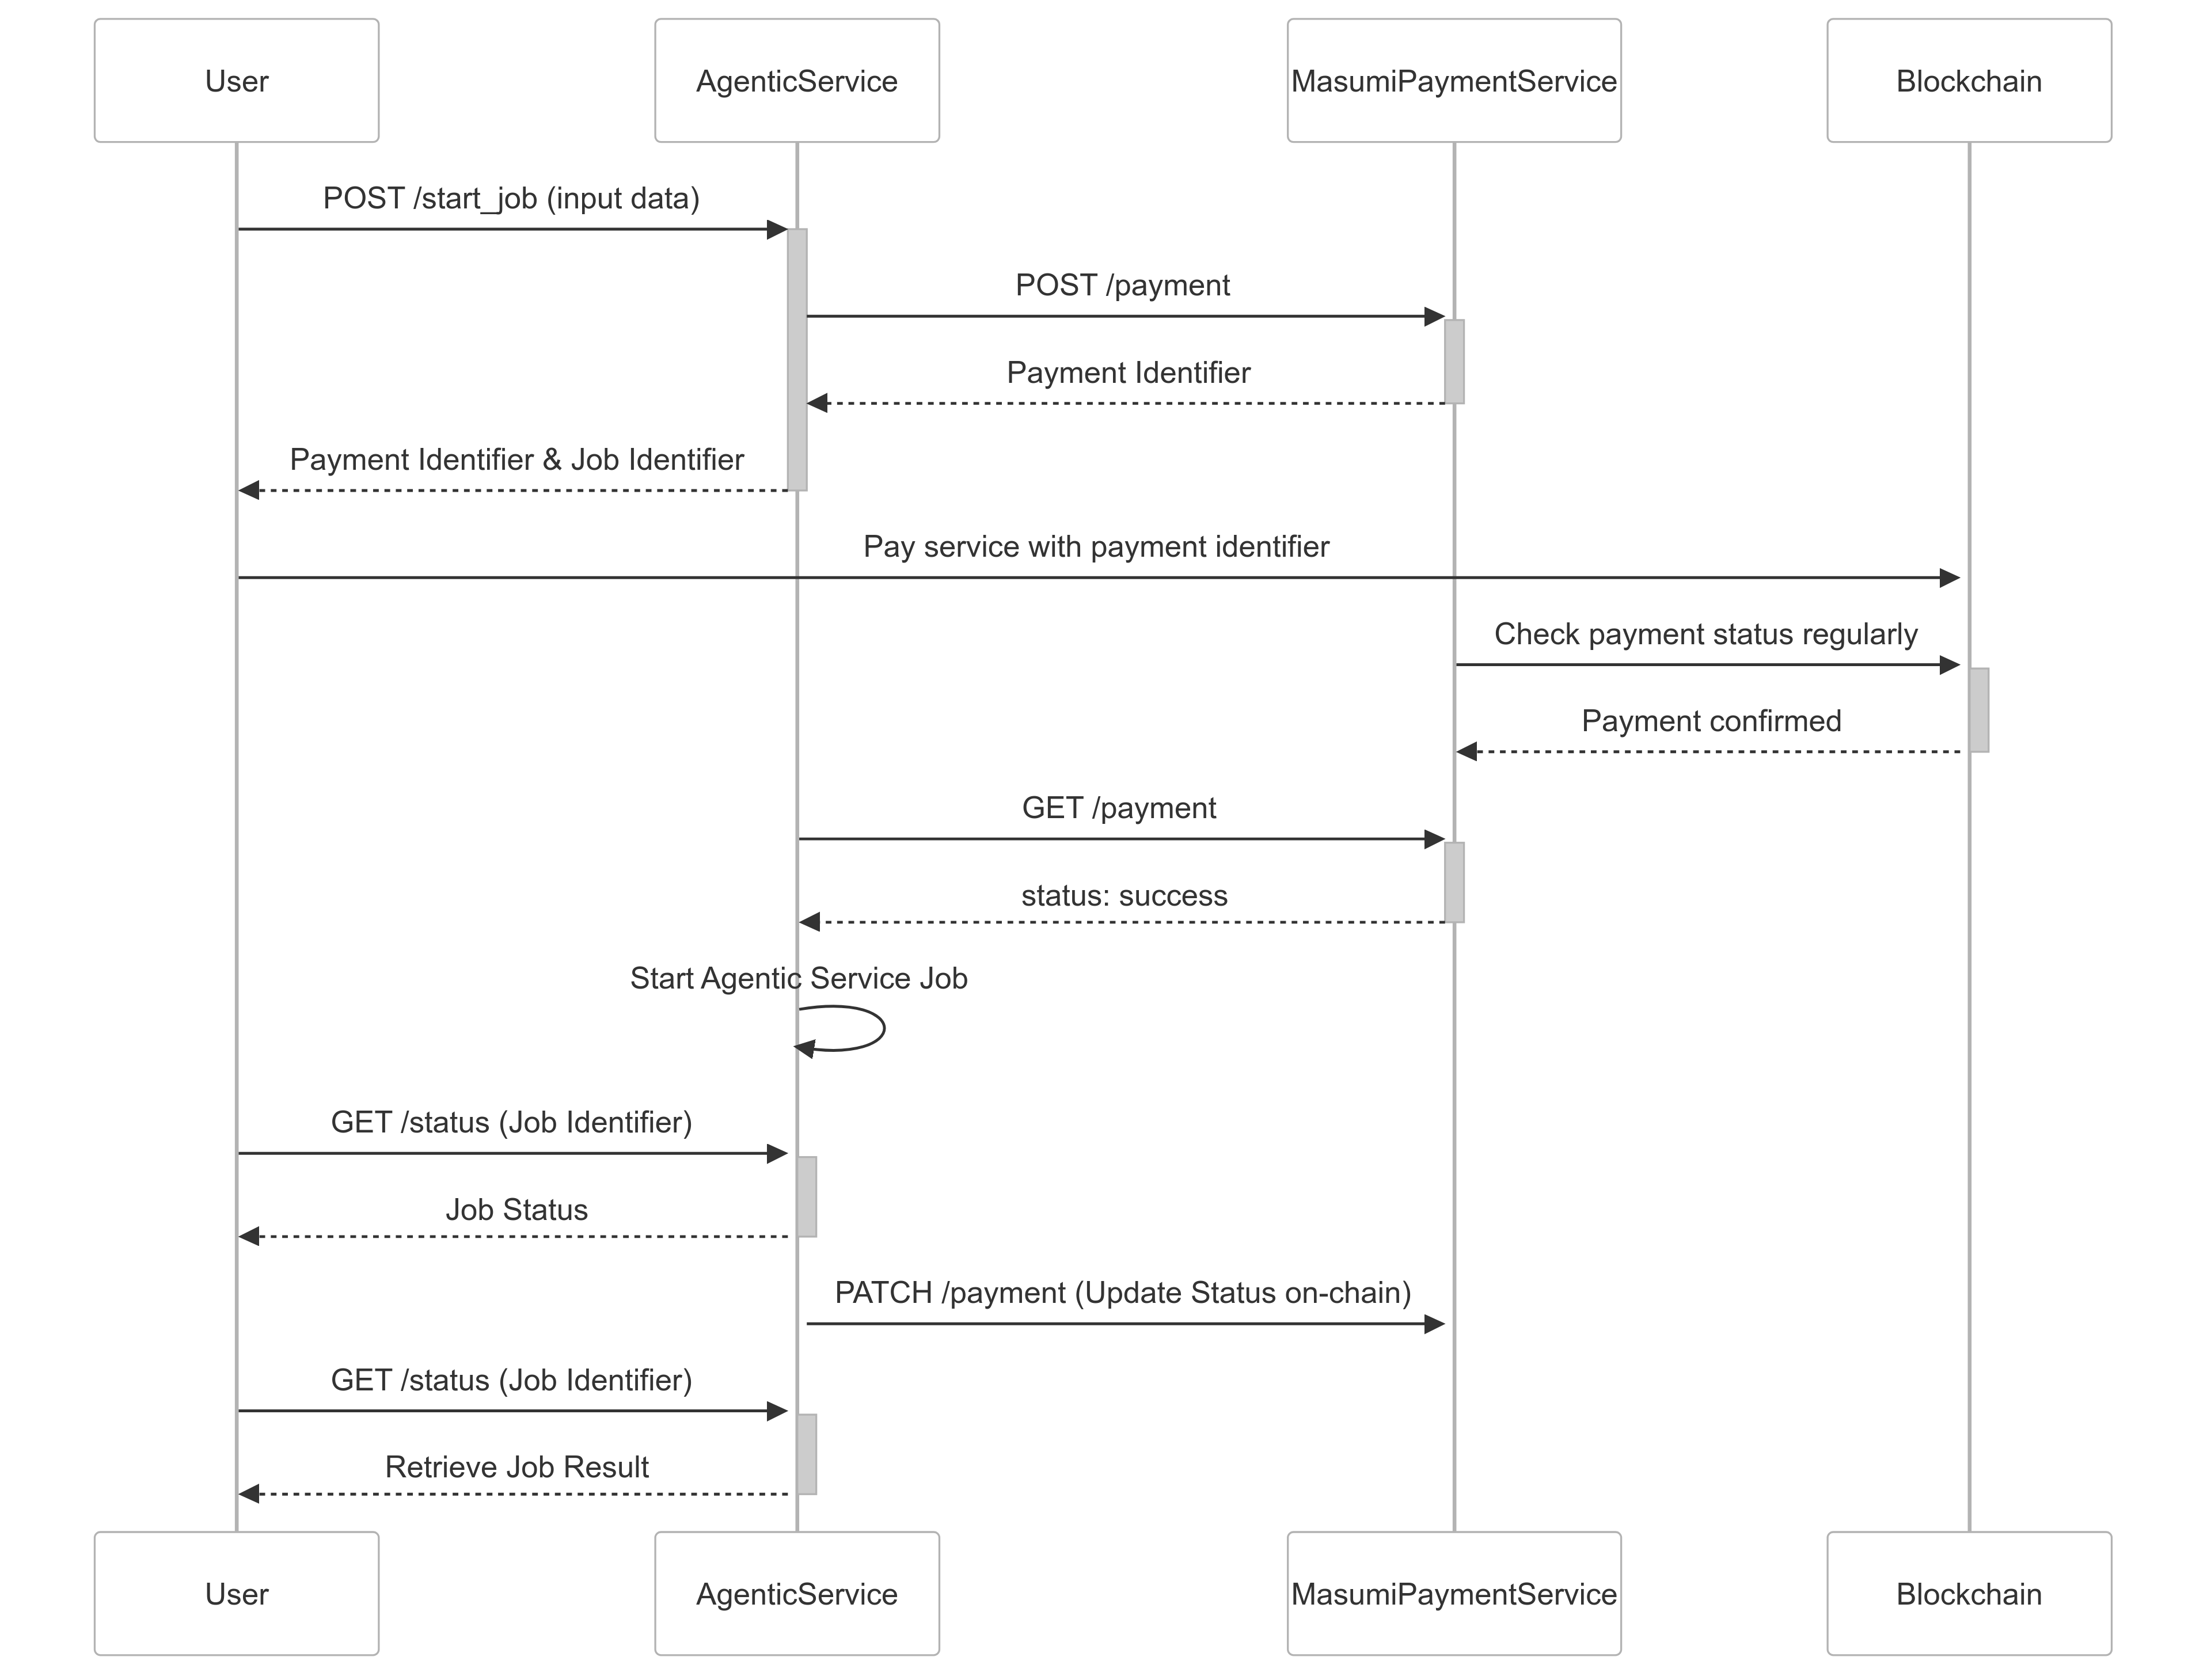 User
AgenticService
MasumiPaymentService
Blockchain
POST /start_job (input data)
POST /payment
Payment Identifier
Payment Identifier & Job Identifier
Pay service with payment identifier
Check payment status regularly
Payment confirmed
GET /payment
status: success
Start Agentic Service Job
GET /status (Job Identifier)
Job Status
PATCH /payment (Update Status on-chain)
GET /status (Job Identifier)
Retrieve Job Result
User
AgenticService
MasumiPaymentService
Blockchain